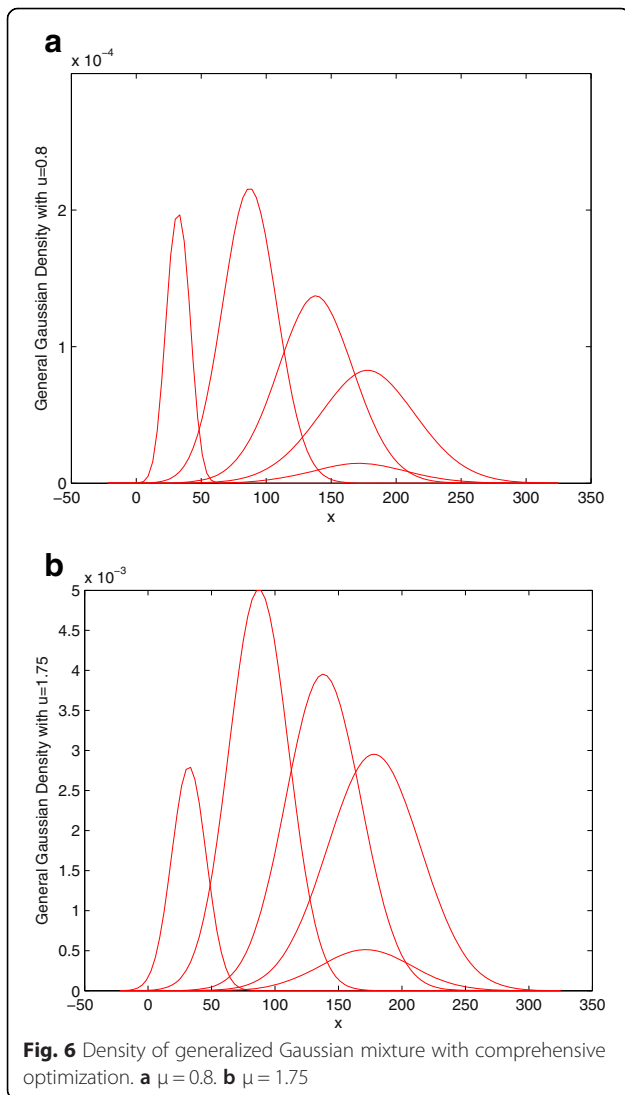 a
x 10⁻⁴
General Gaussian Density with u=0.8
2
1
0
−50 0 50 100 150 200 250 300 350
x
b
x 10⁻³
General Gaussian Density with u=1.75
5
4.5
4
3.5
3
2.5
2
1.5
1
0.5
0
−50 0 50 100 150 200 250 300 350
x
Fig. 6 Density of generalized Gaussian mixture with comprehensive
optimization. a μ = 0.8. b μ = 1.75